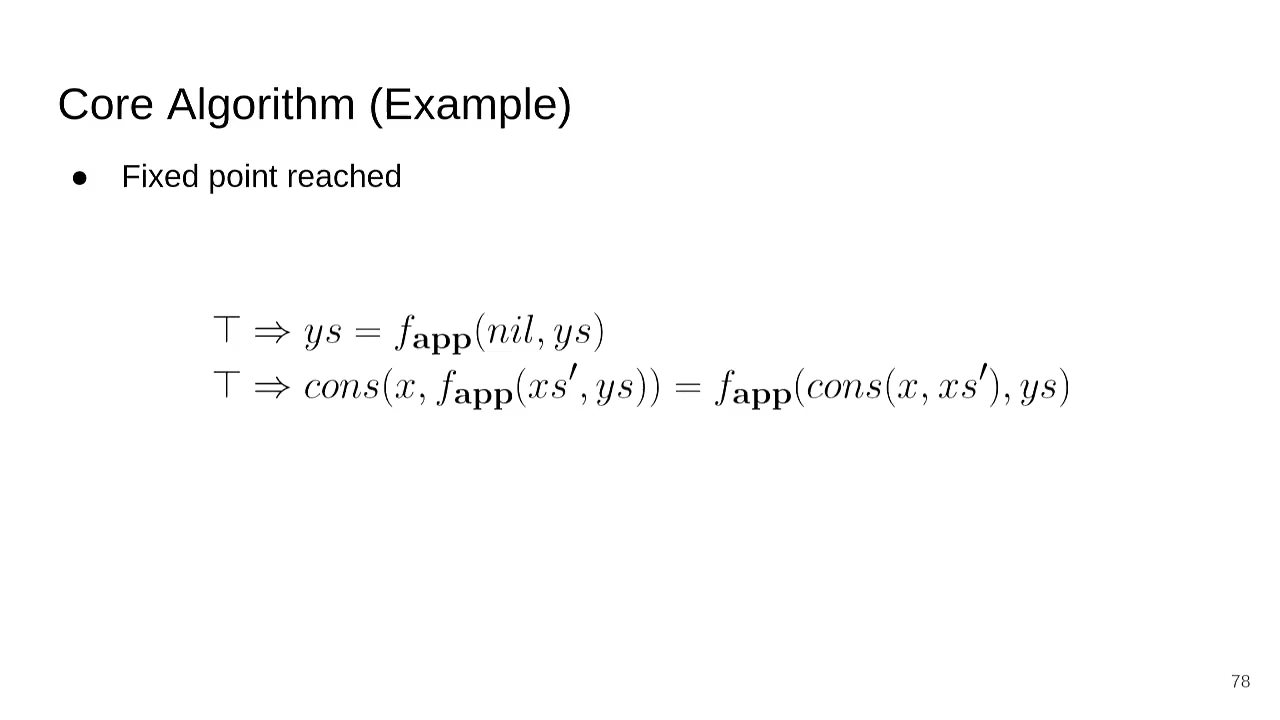 Core Algorithm (Example)
● Fixed point reached
⊤ ⇒ ys = f_app(nil, ys)
⊤ ⇒ cons(x, f_app(xs′, ys)) = f_app(cons(x, xs′), ys)
78